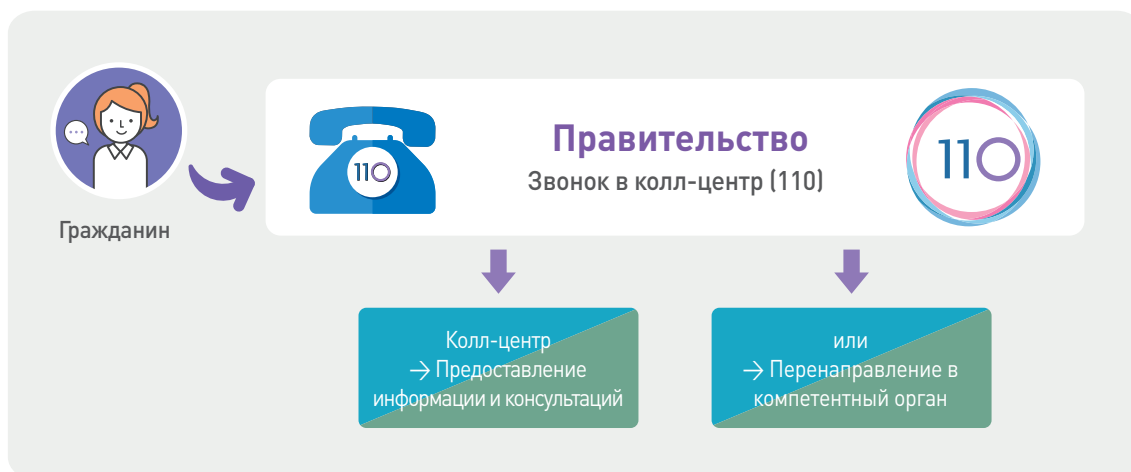 Гражданин
110
Правительство
Звонок в колл-центр (110)
110
Колл-центр
→ Предоставление
информации и консультаций
или
→ Перенаправление в
компетентный орган